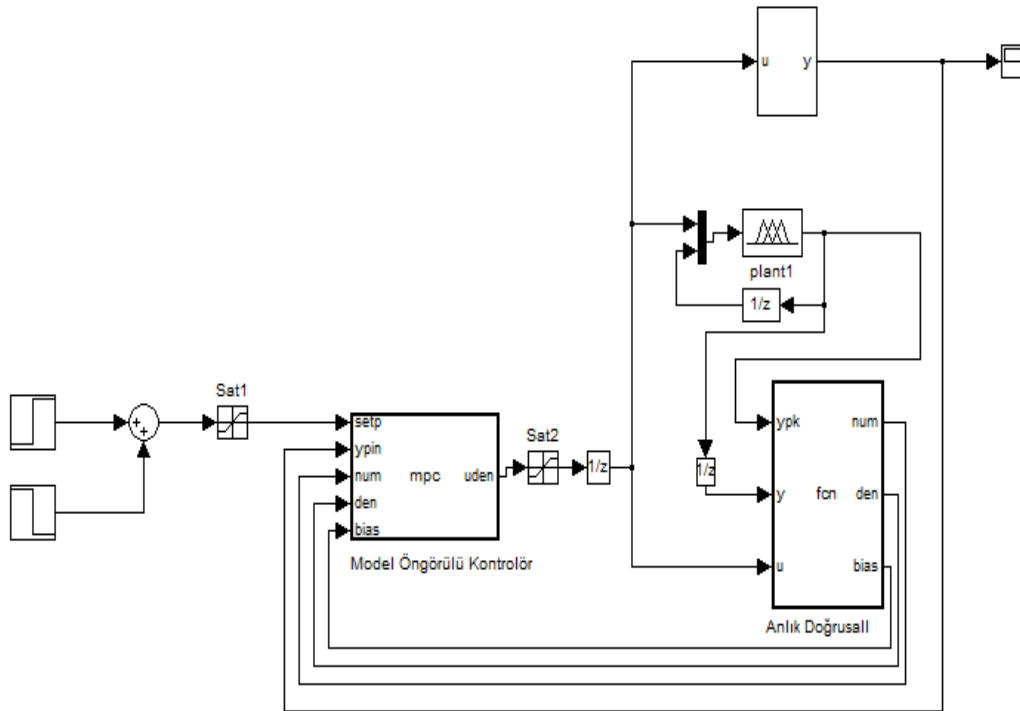 u y
plant1
1/z
Sat1
setp
ypin
num
den
bias
mpc
uden
Model Öngörülü Kontrolör
Sat2
1/z
1/z
ypk
y
u
fcn
num
den
bias
Anlık Doğrusall